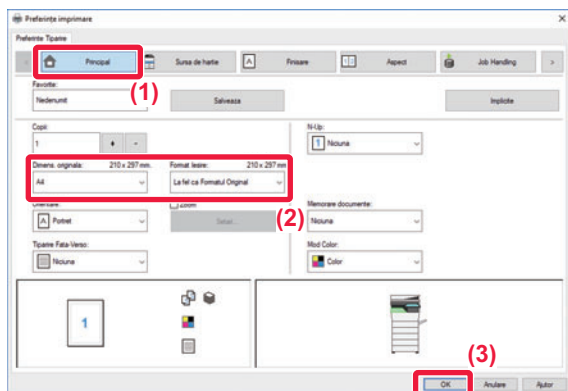 Preferințe imprimare
Preferinte Tiparire
Principal
Sursa de hartie
Finisare
Aspect
Job Handling
(1)
Favorite:
Nedenumit
Salveaza
Implicite
Copii:
1
+
-
N-Up:
1
Niciuna
Dimens. originala:
210 x 297 mm.
Format Iesire:
210 x 297 mm
A4
La fel ca Formatul Original
(2)
Orientare:
Zoom
Memorare documente:
A
Portret
Setari...
Niciuna
Tiparire Fata-Verso:
Mod Color:
Niciuna
Color
1
(3)
OK
Anulare
Ajutor